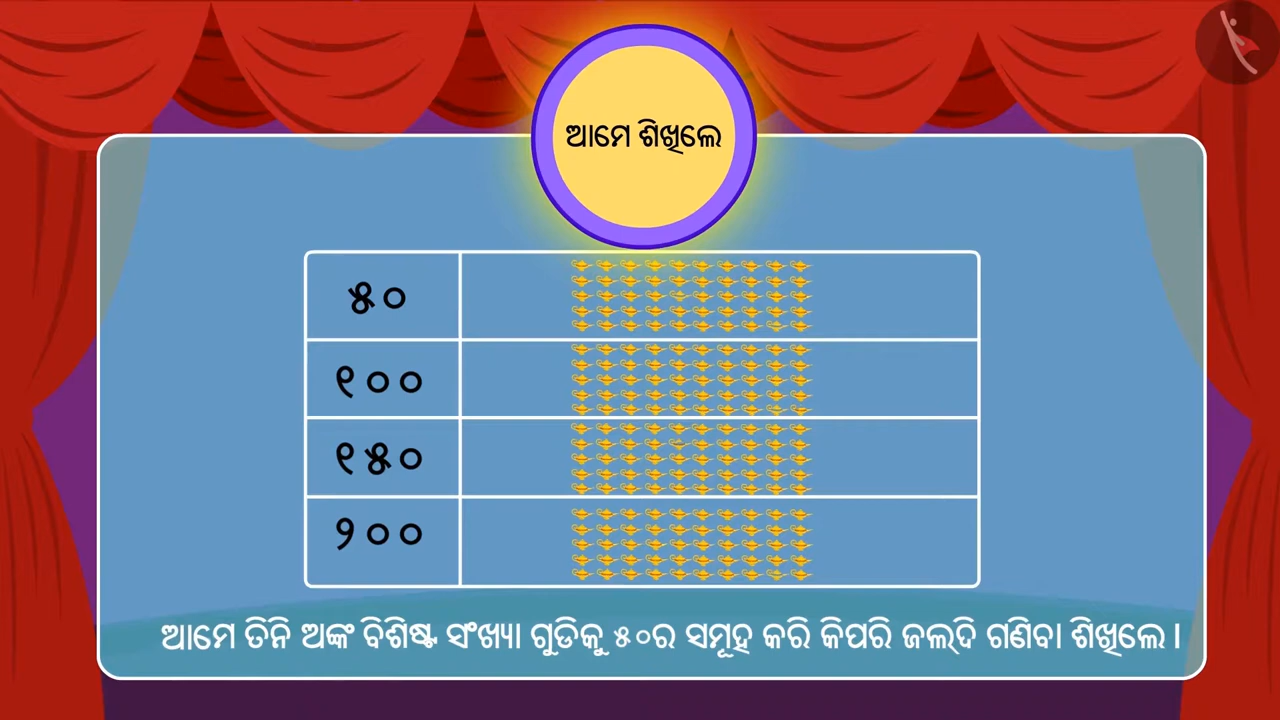 ଆମେ ଶିଖିଲେ
୫୦
୧୦୦
୧୫୦
୨୦୦
ଆମେ ତିନି ଅଙ୍କ ବିଶିଷ୍ଟ ସଂଖ୍ୟା ଗୁଡିକୁ ୫୦ର ସମୂହ କରି କିପରି ଜଲ୍‌ଦି ଗଣିବା ଶିଖିଲେ ।